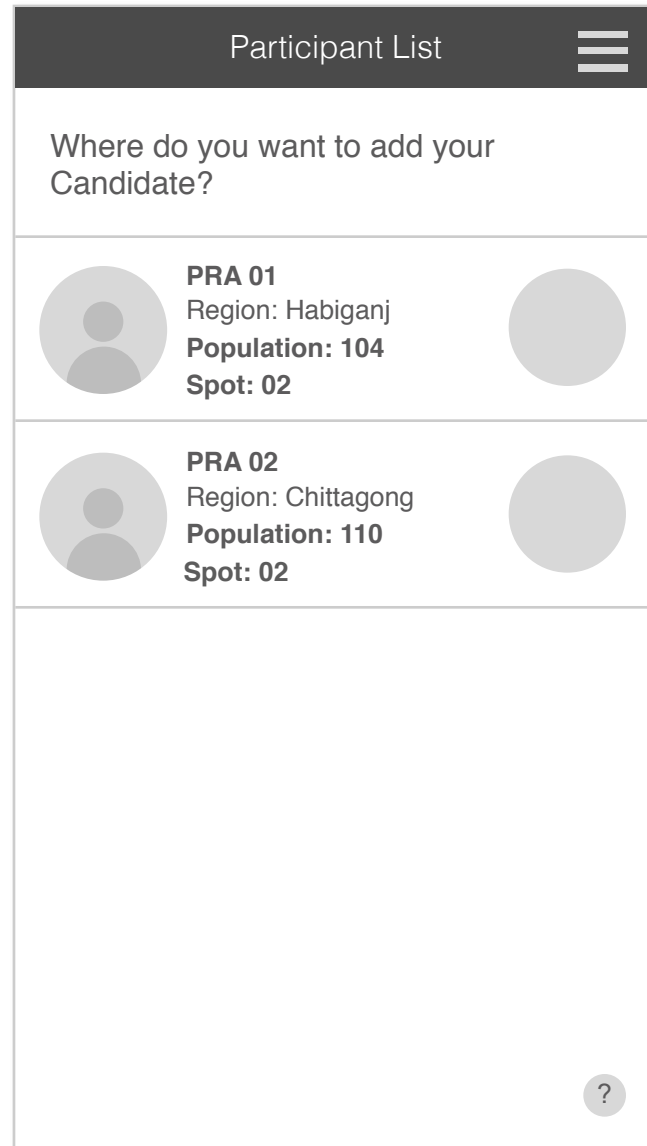 Participant List
Where do you want to add your
Candidate?
PRA 01
Region: Habiganj
Population: 104
Spot: 02
PRA 02
Region: Chittagong
Population: 110
Spot: 02
?